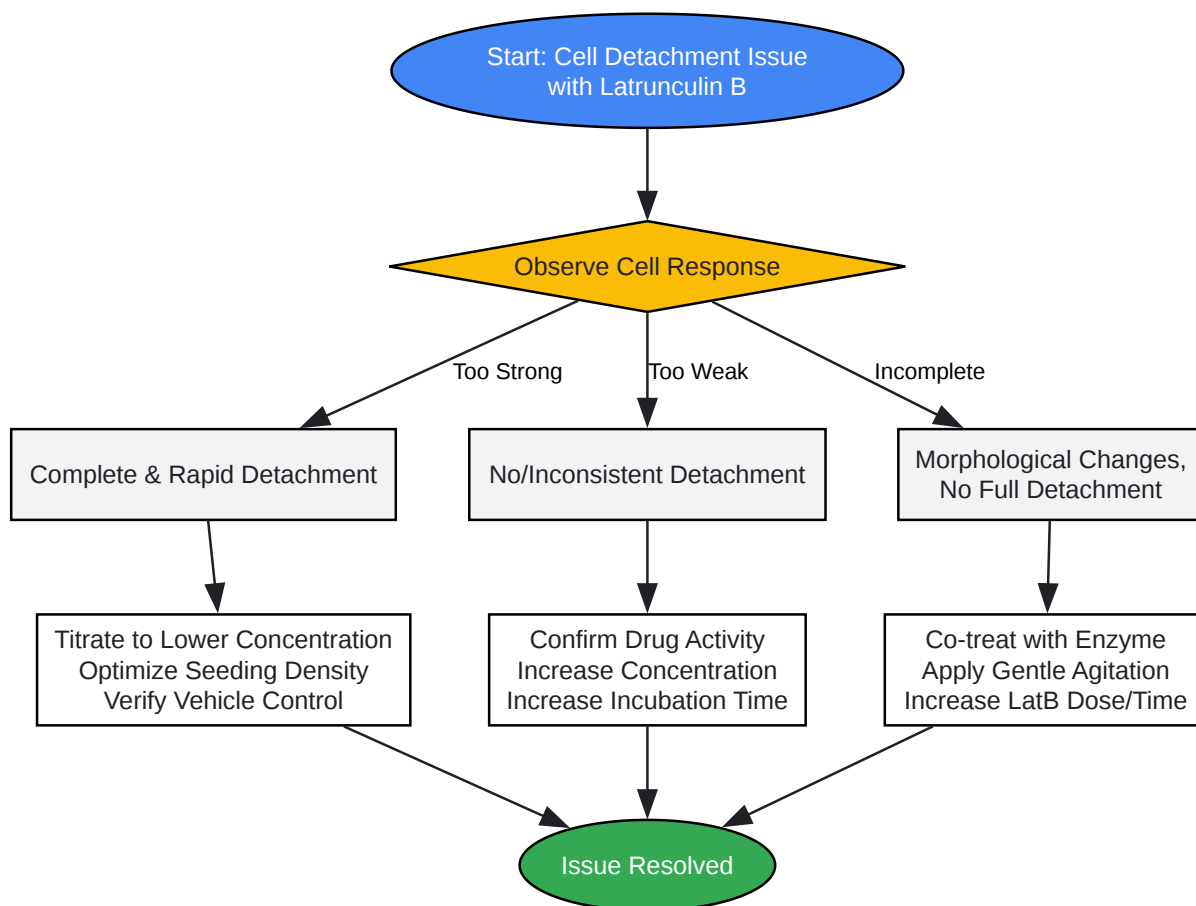 Start: Cell Detachment Issue
with Latrunculin B
Observe Cell Response
Too Strong
Too Weak
Incomplete
Complete & Rapid Detachment
No/Inconsistent Detachment
Morphological Changes,
No Full Detachment
Titrate to Lower Concentration
Optimize Seeding Density
Verify Vehicle Control
Confirm Drug Activity
Increase Concentration
Increase Incubation Time
Co-treat with Enzyme
Apply Gentle Agitation
Increase LatB Dose/Time
Issue Resolved